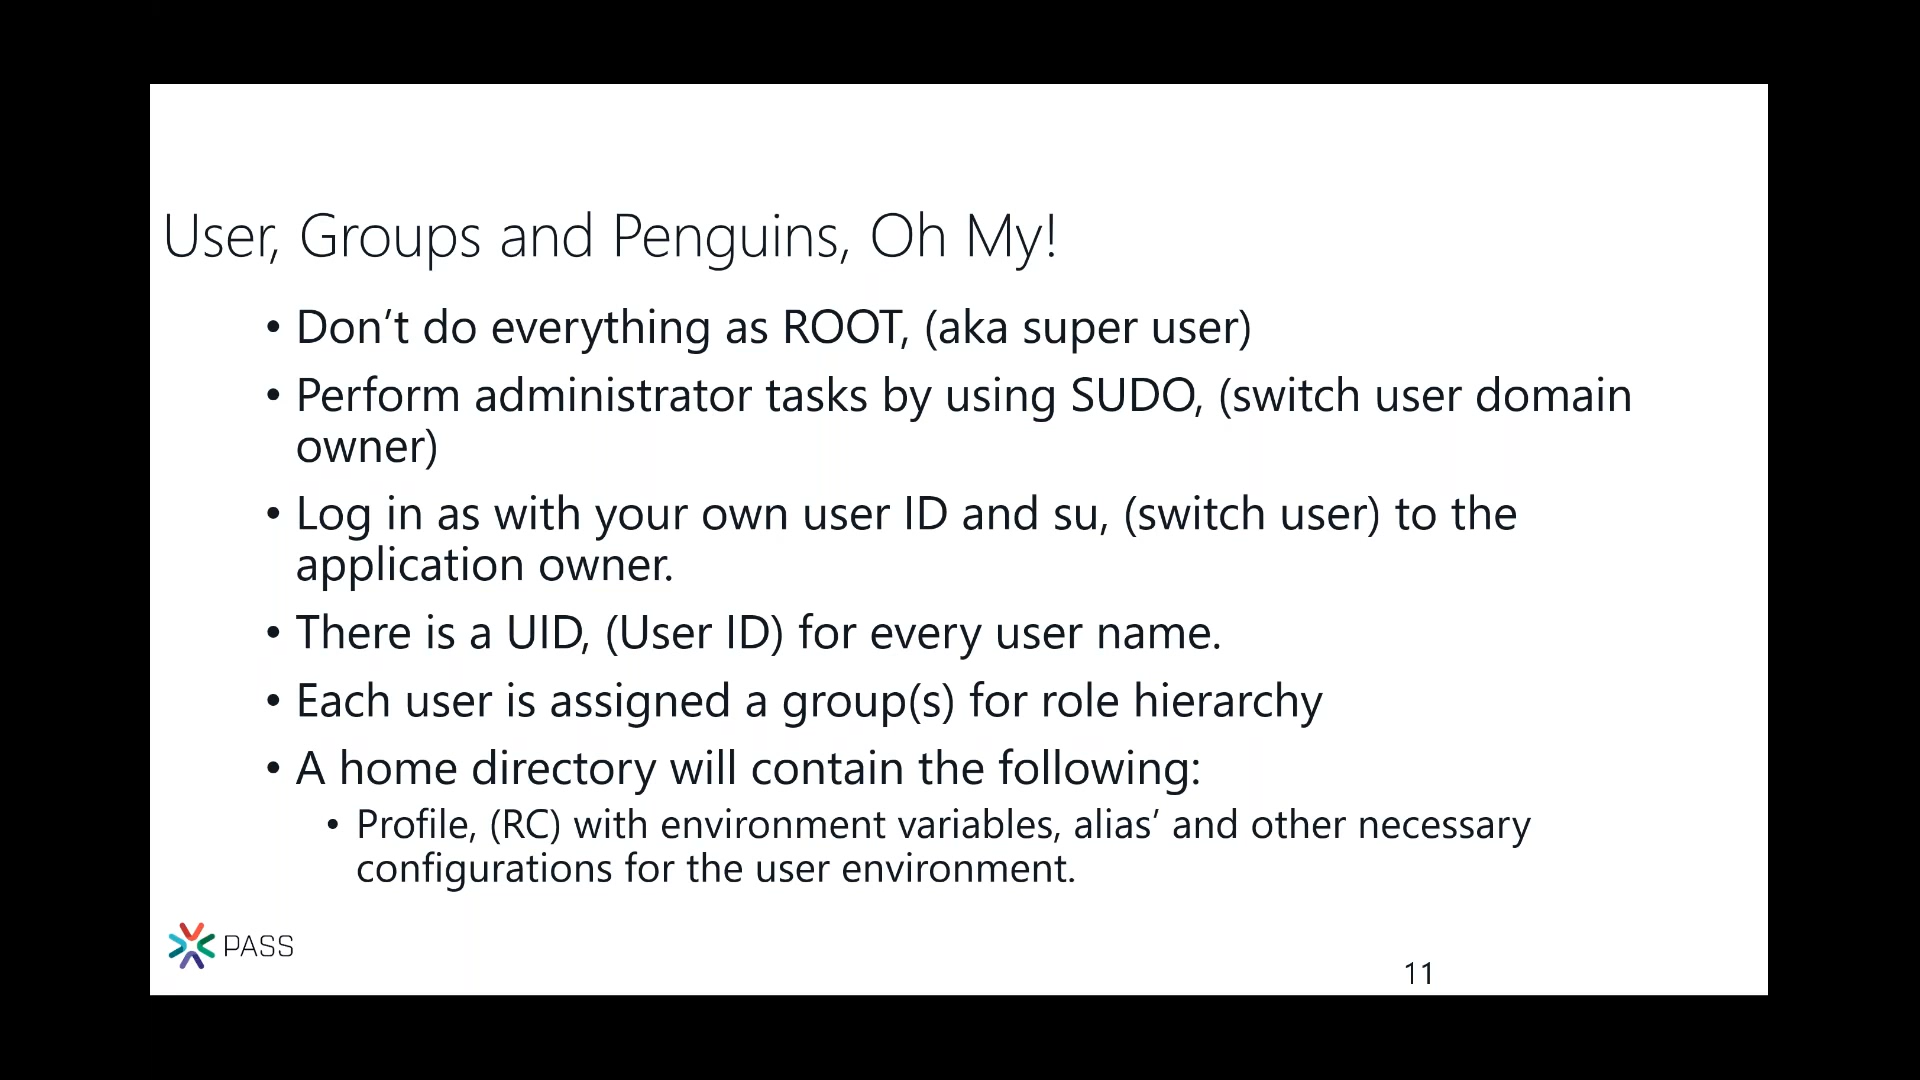 User, Groups and Penguins, Oh My!
• Don’t do everything as ROOT, (aka super user)
• Perform administrator tasks by using SUDO, (switch user domain
owner)
• Log in as with your own user ID and su, (switch user) to the
application owner.
• There is a UID, (User ID) for every user name.
• Each user is assigned a group(s) for role hierarchy
• A home directory will contain the following:
• Profile, (RC) with environment variables, alias’ and other necessary
configurations for the user environment.
PASS
11